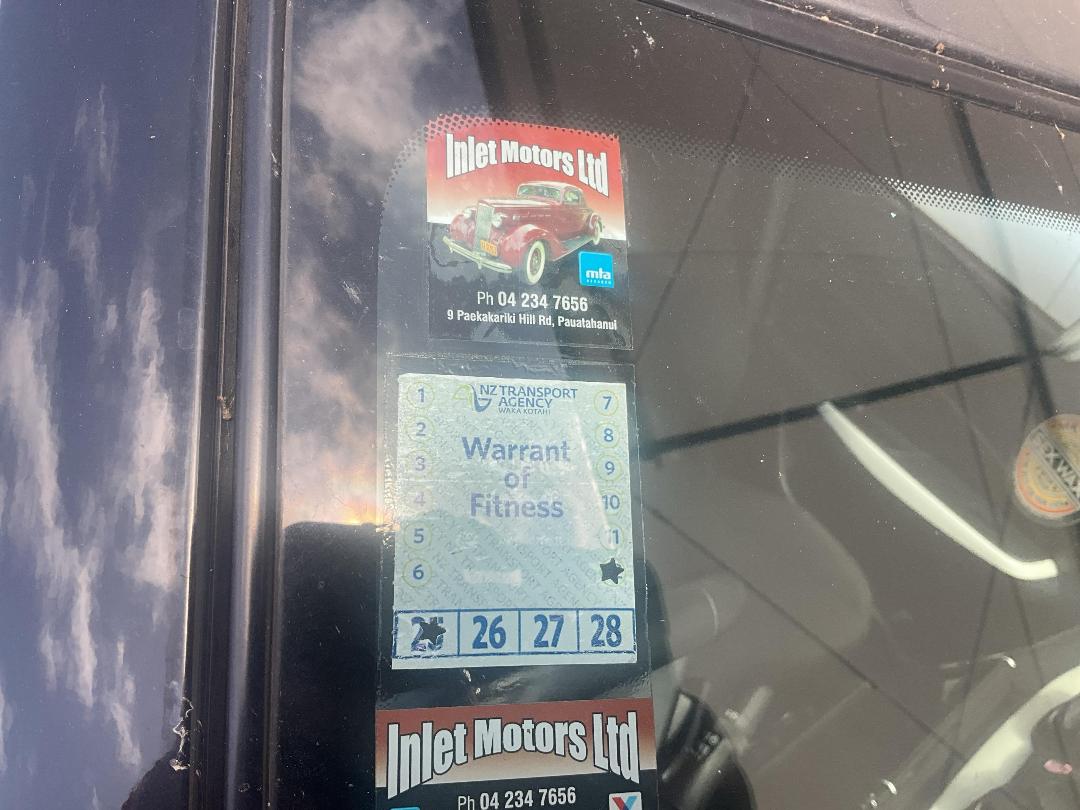 Inlet Motors Ltd
mta
Ph 04 234 7656
9 Paekakariki Hill Rd, Pauatahanui
NZ TRANSPORT
AGENCY
WAKA KOTAHI
Warrant
of
Fitness
1
2
3
4
5
6
7
8
9
10
11
26 27 28
Inlet Motors Ltd
Ph 04 234 7656